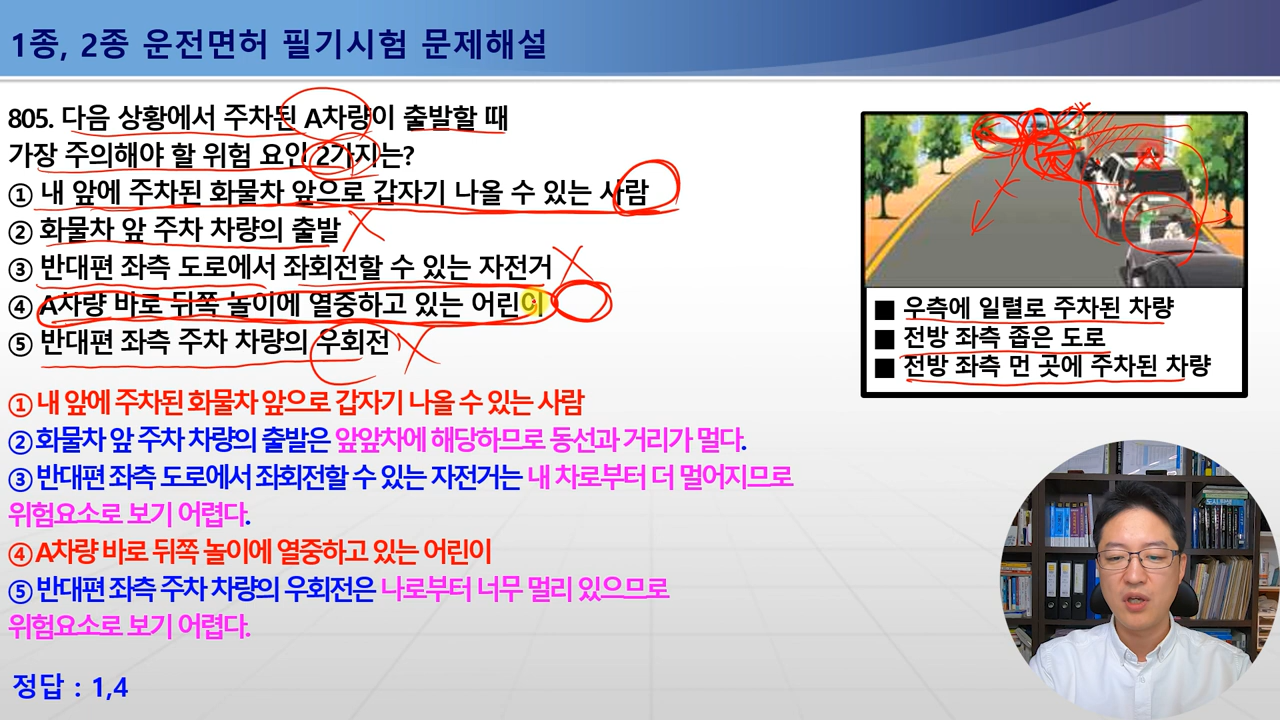 1종, 2종 운전면허 필기시험 문제해설
805. 다음 상황에서 주차된 A차량이 출발할 때
가장 주의해야 할 위험 요인 2가지는?
① 내 앞에 주차된 화물차 앞으로 갑자기 나올 수 있는 사람
② 화물차 앞 주차 차량의 출발
③ 반대편 좌측 도로에서 좌회전할 수 있는 자전거
④ A차량 바로 뒤쪽 놀이에 열중하고 있는 어린이
⑤ 반대편 좌측 주차 차량의 우회전
■ 우측에 일렬로 주차된 차량
■ 전방 좌측 좁은 도로
■ 전방 좌측 먼 곳에 주차된 차량
① 내 앞에 주차된 화물차 앞으로 갑자기 나올 수 있는 사람
② 화물차 앞 주차 차량의 출발은 앞앞차에 해당하므로 동선과 거리가 멀다.
③ 반대편 좌측 도로에서 좌회전할 수 있는 자전거는 내 차로부터 더 멀어지므로
위험요소로 보기 어렵다.
④ A차량 바로 뒤쪽 놀이에 열중하고 있는 어린이
⑤ 반대편 좌측 주차 차량의 우회전은 나로부터 너무 멀리 있으므로
위험요소로 보기 어렵다.
정답 : 1,4